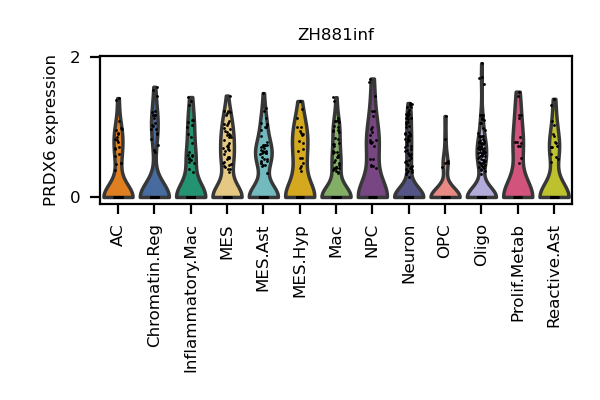 ZH881inf
PRDX6 expression
2
0
AC
Chromatin.Reg
Inflammatory.Mac
MES
MES.Ast
MES.Hyp
Mac
NPC
Neuron
OPC
Oligo
Prolif.Metab
Reactive.Ast